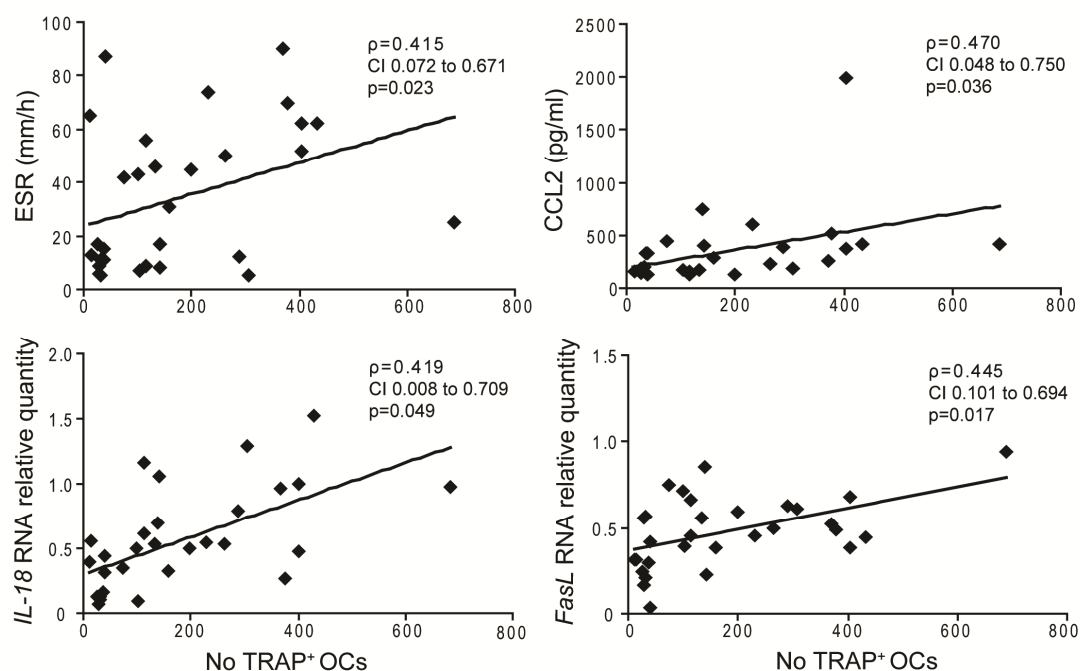 100
80
60
40
20
0
ESR (mm/h)
ρ=0.415
CI 0.072 to 0.671
p=0.023
0 200 400 600 800
2500
2000
1500
1000
500
0
CCL2 (pg/ml)
ρ=0.470
CI 0.048 to 0.750
p=0.036
0 200 400 600 800
2.0
1.5
1.0
0.5
0
IL-18 RNA relative quantity
ρ=0.419
CI 0.008 to 0.709
p=0.049
0 200 400 600 800
No TRAP⁺ OCs
1.5
1.0
0.5
0
FasL RNA relative quantity
ρ=0.445
CI 0.101 to 0.694
p=0.017
0 200 400 600 800
No TRAP⁺ OCs